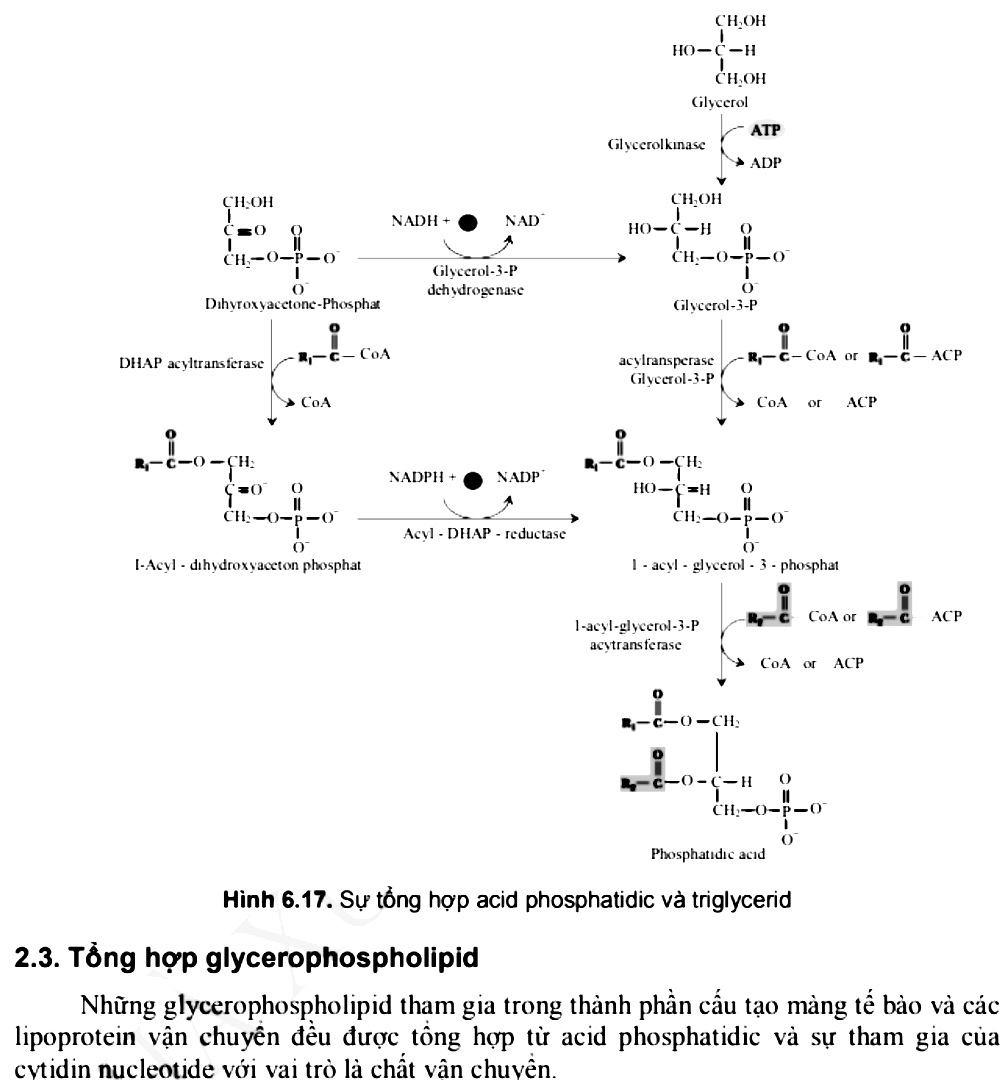 CH₂OH
HO—C—H
CH₂OH
Glycerol
Glycerolkinase
ATP
ADP
CH₂OH
C=O O
CH₂—O—P—O⁻
O⁻
Dihyroxyacetone-Phosphat
NADH + NAD⁻
Glycerol-3-P
dehydrogenase
CH₂OH
HO—C—H O
CH₂—O—P—O⁻
O⁻
Glycerol-3-P
DHAP acyltransferase
O
R₁—C—CoA
CoA
acylransperase
Glycerol-3-P
O O
R₁—C—CoA or R₁—C—ACP
CoA or ACP
O
R₁—C—O—CH₂
C=O⁻ O
CH₂—O—P—O⁻
O⁻
1-Acyl - dihydroxyaceton phosphat
NADPH + NADP⁻
Acyl - DHAP - reductase
O
R₁—C—O—CH₂
HO—C=H O
CH₂—O—P—O⁻
O⁻
1 - acyl - glycerol - 3 - phosphat
1-acyl-glycerol-3-P
acytransferase
O O
R₂—C CoA or R₂—C ACP
CoA or ACP
O
R₁—C—O—CH₂
O
R₂—C—O—C—H O
CH₂—O—P—O⁻
O⁻
Phosphatidic acid
Hình 6.17. Sự tổng hợp acid phosphatidic và triglycerid
2.3. Tổng hợp glycerophospholipid
Những glycerophospholipid tham gia trong thành phần cấu tạo màng tế bào và các
lipoprotein vận chuyển đều được tổng hợp từ acid phosphatidic và sự tham gia của
cytidin nucleotide với vai trò là chất vận chuyển.